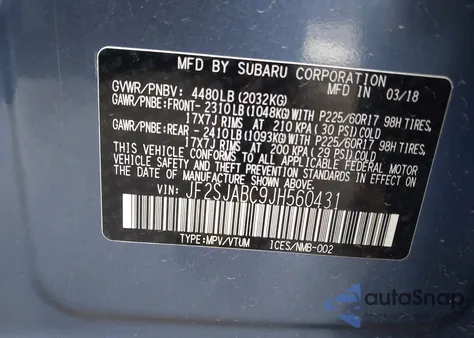 MFD BY SUBARU CORPORATION IN 03/18
GVWR/PNBV: 4480LB (2032KG)
GAWR/PNBE: FRONT- 2310LB (1048KG) WITH P225/60R17 98H TIRES,
17x7J RIMS AT 210 KPA (30 PSI) COLD
GAWR/PNBE: REAR - 2410LB (1093KG) WITH P225/60R17 98H TIRES,
17x7J RIMS AT 200 KPA (29 PSI) COLD
THIS VEHICLE CONFORMS TO ALL APPLICABLE FEDERAL MOTOR
VEHICLE SAFETY AND BUMPER STANDARDS IN EFFECT ON
THE DATE OF MANUFACTURE SHOWN ABOVE.
JF2SJABC9JH560431
TYPE:MPV/VTUM ICES/NMB-002
autoSnap